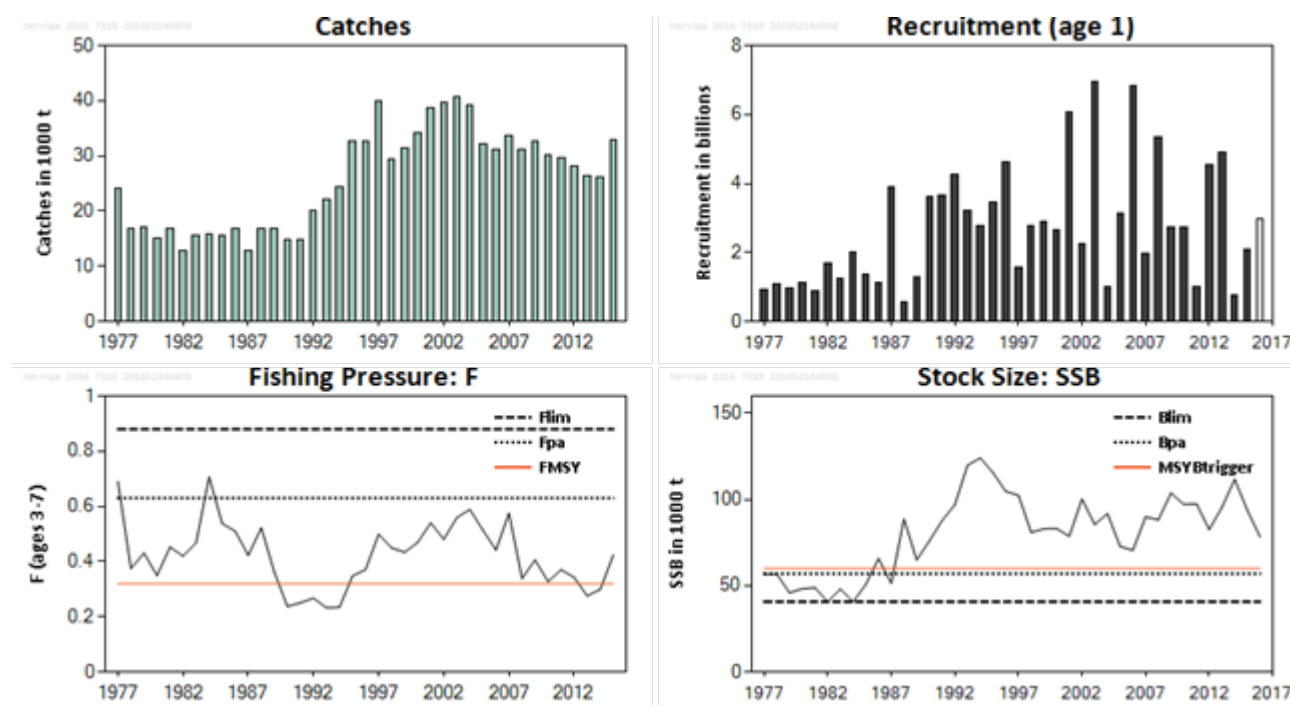 Catches
50
40
30
20
10
0
Catches in 1000 t
1977 1982 1987 1992 1997 2002 2007 2012
Recruitment (age 1)
8
6
4
2
0
Recruitment in billions
1977 1982 1987 1992 1997 2002 2007 2012 2017
Fishing Pressure: F
1
0.8
0.6
0.4
0.2
0
F (ages 3-7)
Flim
Fpa
FMSY
1977 1982 1987 1992 1997 2002 2007 2012
Stock Size: SSB
150
100
50
0
SSB in 1000 t
Blim
Bpa
MSYBtrigger
1977 1982 1987 1992 1997 2002 2007 2012 2017